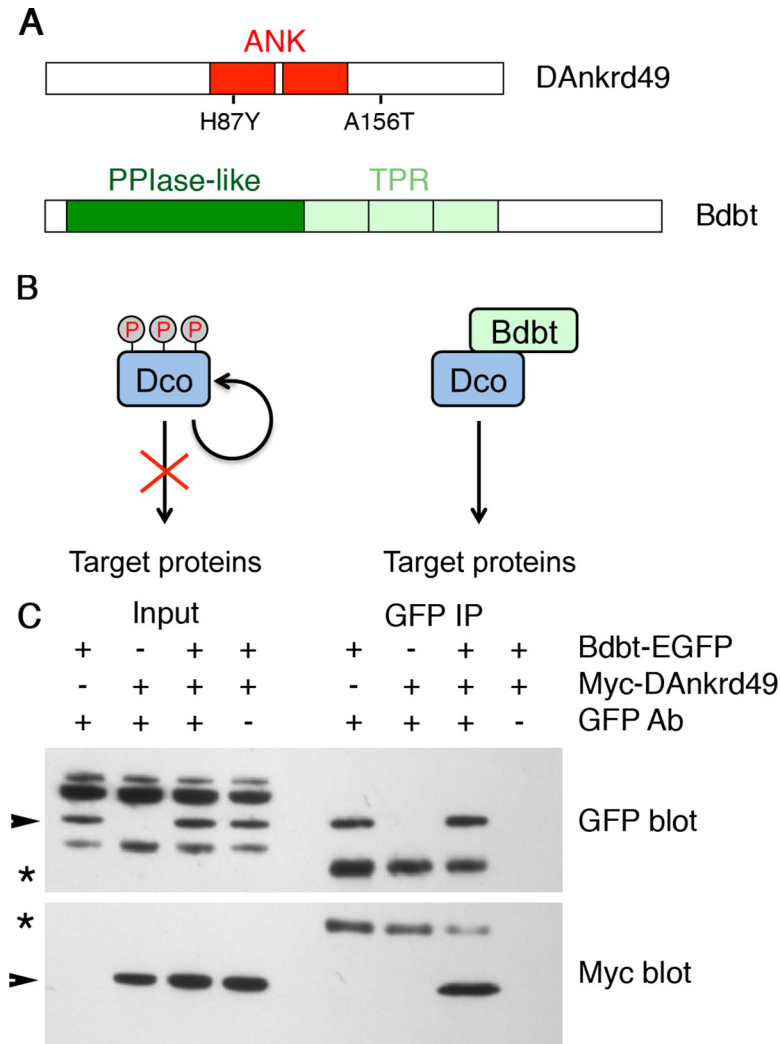 A
ANK
DAnkrd49
H87Y A156T
PPIase-like TPR
Bdbt
B
P P P
Bdbt
Dco Dco
Target proteins Target proteins
C Input GFP IP
+ - + + + - + + Bdbt-EGFP
- + + + - + + + Myc-DAnkrd49
+ + + - + + + - GFP Ab
GFP blot
*
*
Myc blot